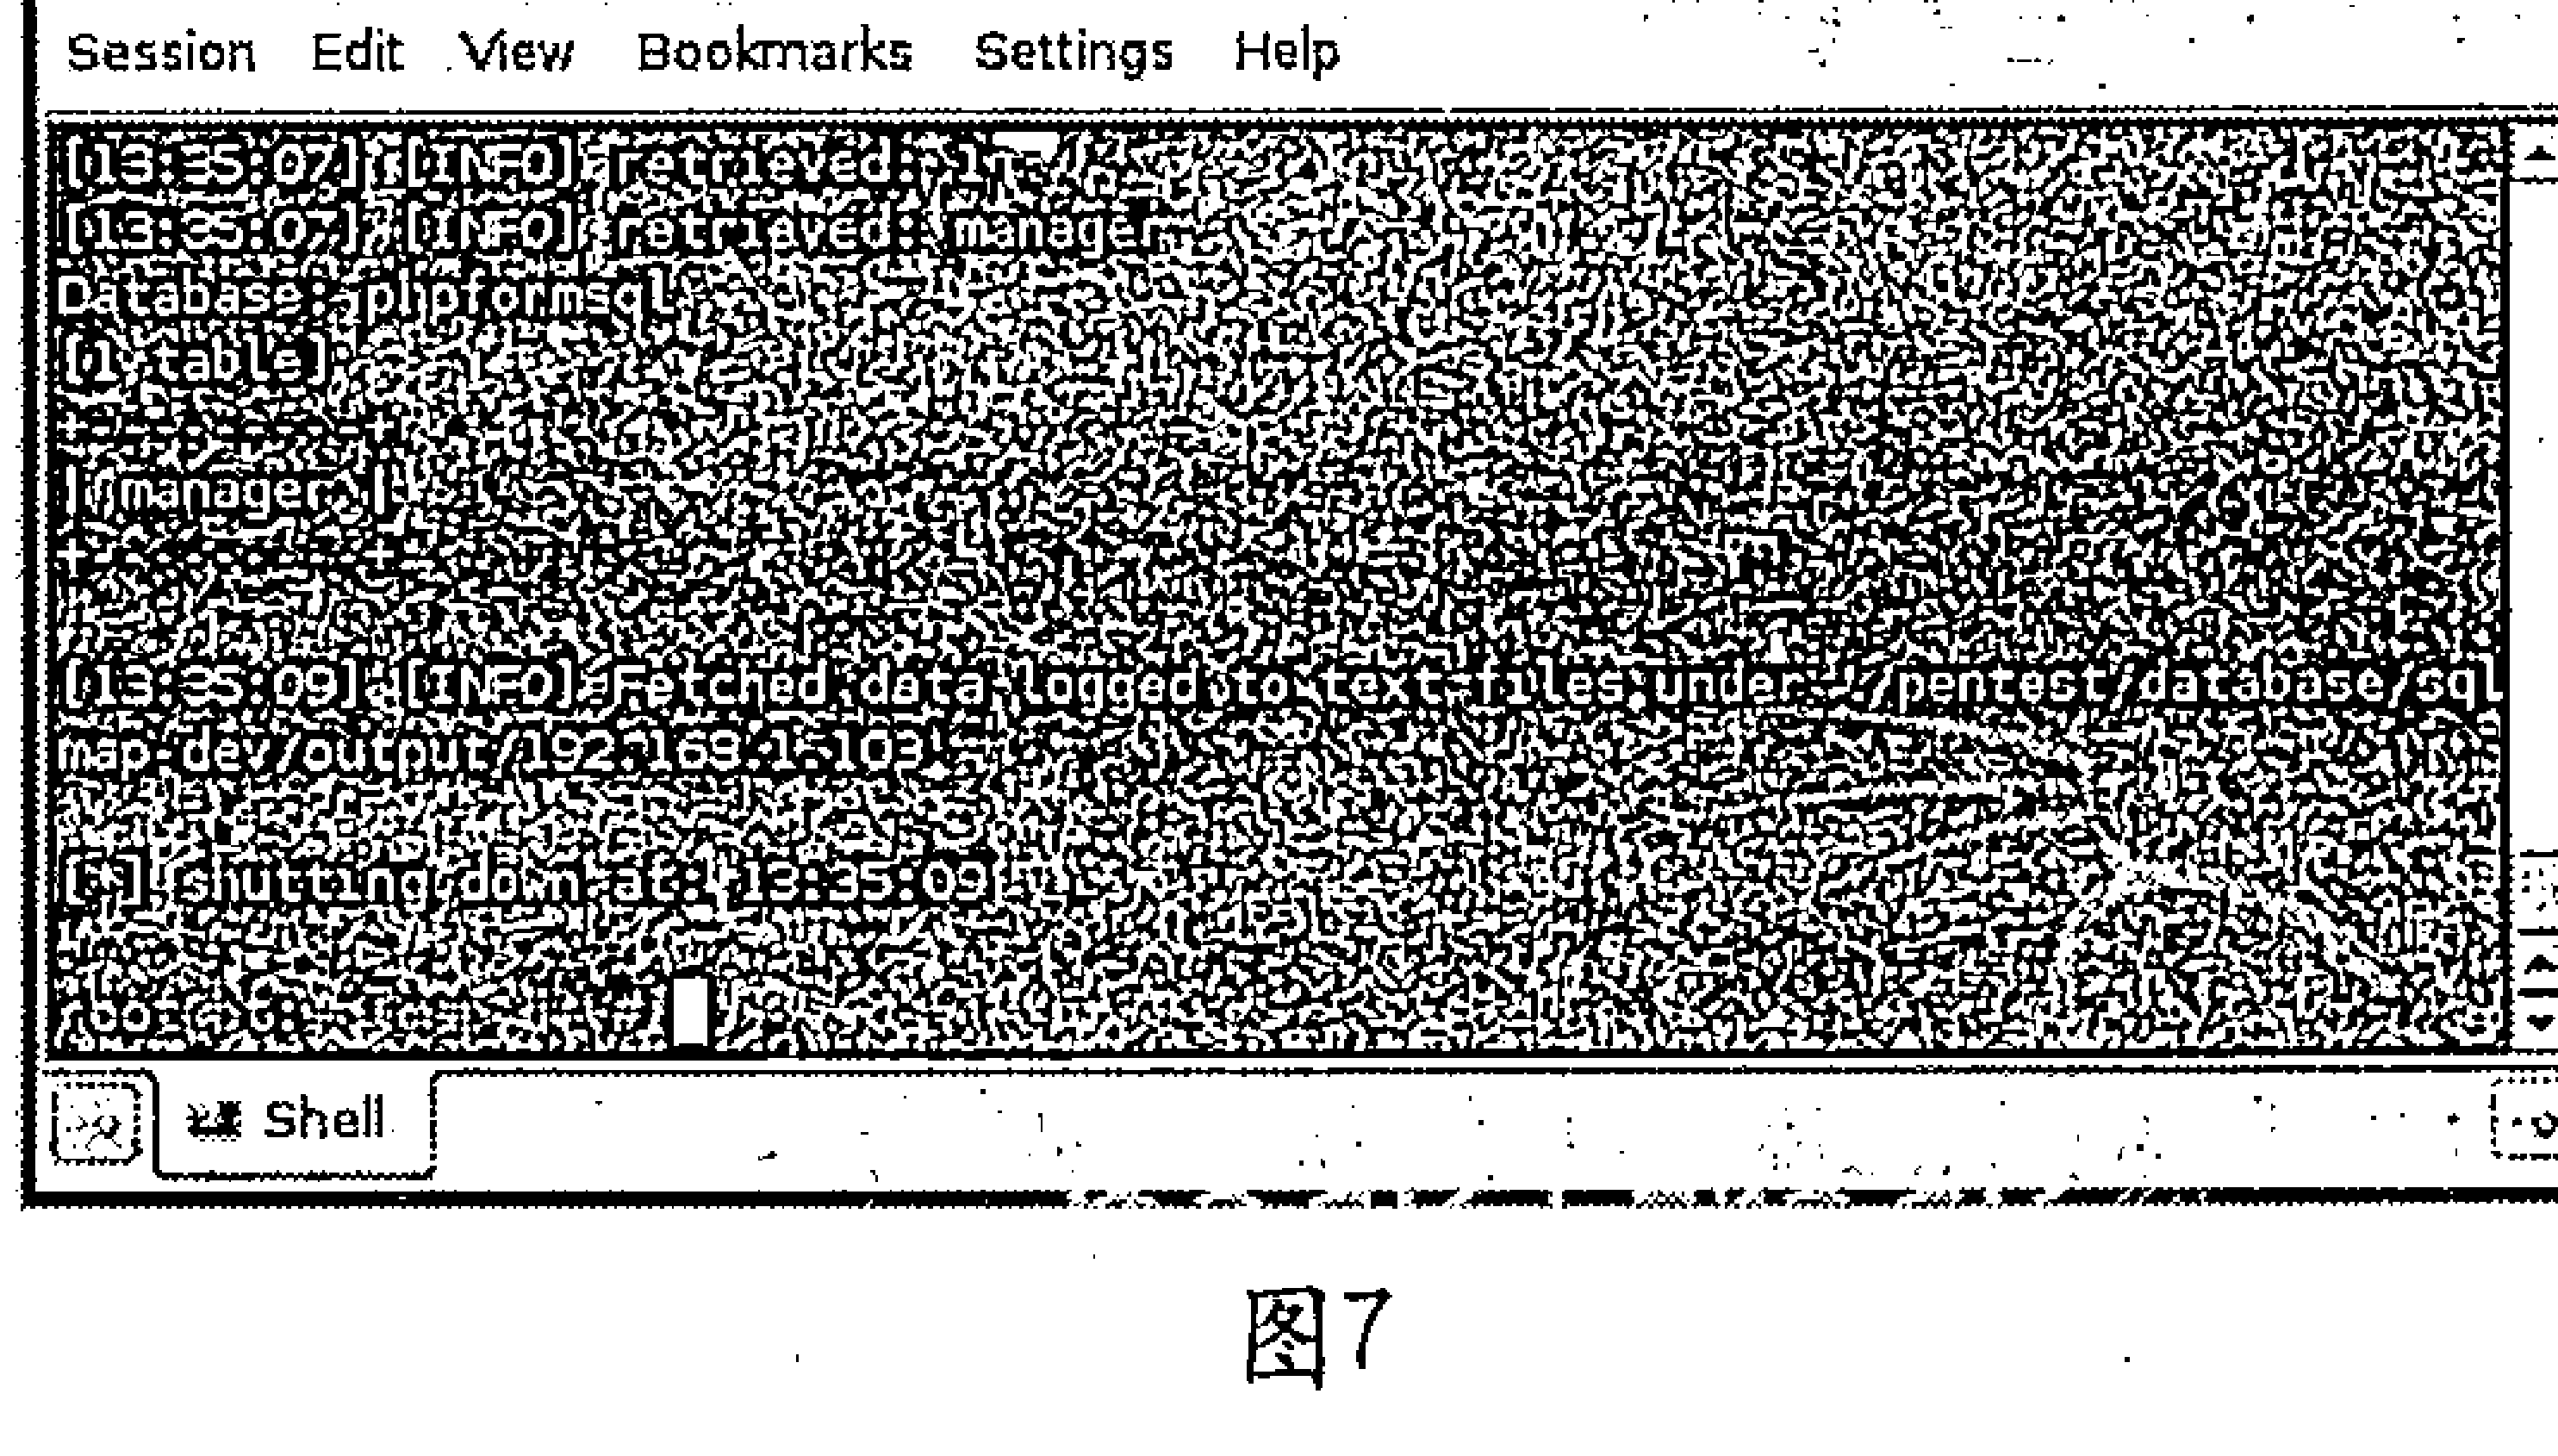 Session Edit View Bookmarks Settings Help
[13:35:07] [INFO] retrieved: 1
[13:35:07] [INFO] retrieved: manager
Database: phpformsql
[1 table]
+---------+
| manager |
+---------+
[13:35:09] [INFO] Fetched data logged to text files under '/pentest/database/sql
map-dev/output/192.168.1.103'
[*] shutting down at: 13:35:09
Shell
图7